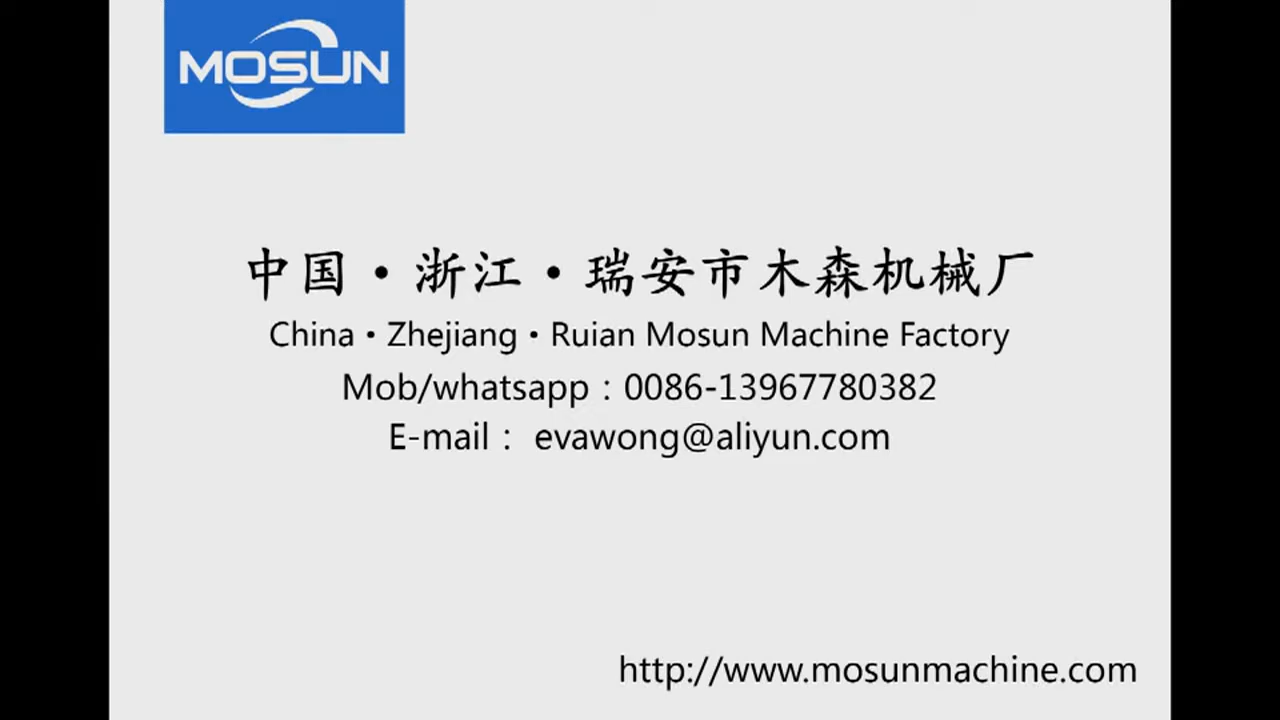 MOSUN
中国·浙江·瑞安市木森机械厂
China·Zhejiang·Ruian Mosun Machine Factory
Mob/whatsapp：0086-13967780382
E-mail： evawong@aliyun.com
http://www.mosunmachine.com